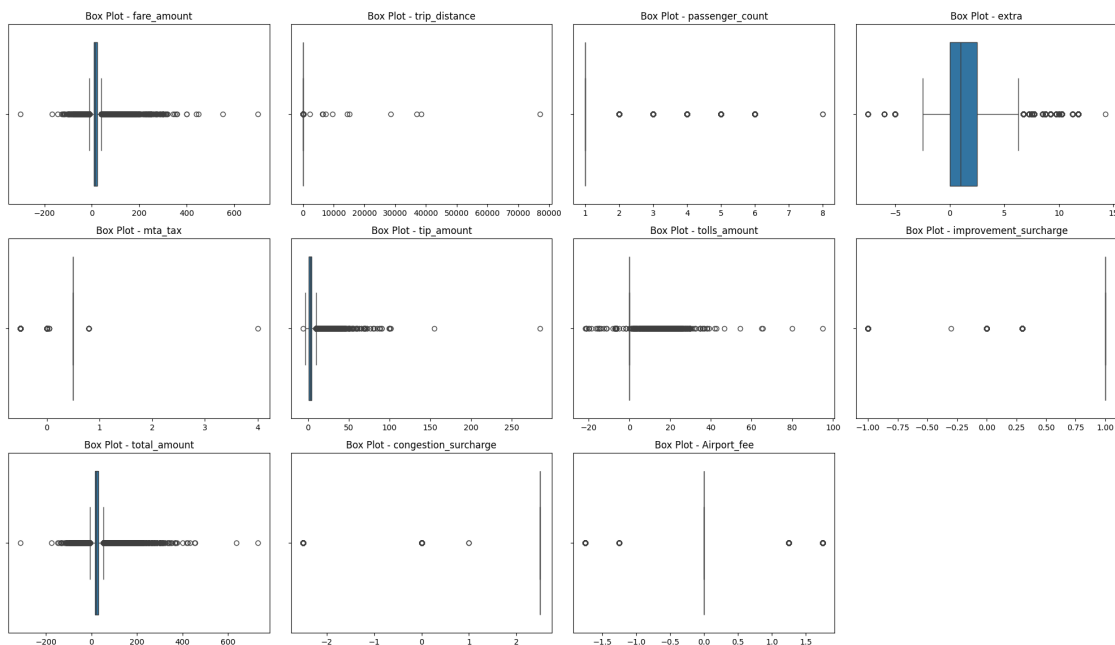 Box Plot - fare_amount
Box Plot - trip_distance
Box Plot - passenger_count
Box Plot - extra
−200 0 200 400 600
0 10000 20000 30000 40000 50000 60000 70000 80000
1 2 3 4 5 6 7 8
−5 0 5 10 15
Box Plot - mta_tax
Box Plot - tip_amount
Box Plot - tolls_amount
Box Plot - improvement_surcharge
0 1 2 3 4
0 50 100 150 200 250
−20 0 20 40 60 80 100
−1.00 −0.75 −0.50 −0.25 0.00 0.25 0.50 0.75 1.00
Box Plot - total_amount
Box Plot - congestion_surcharge
Box Plot - Airport_fee
−200 0 200 400 600
−2 −1 0 1 2
−1.5 −1.0 −0.5 0.0 0.5 1.0 1.5